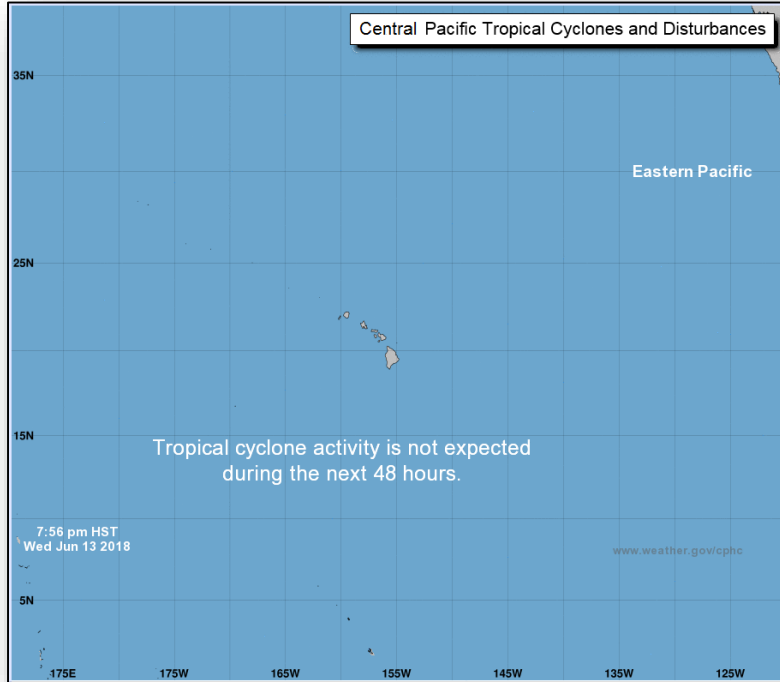 Central Pacific Tropical Cyclones and Disturbances
35N
Eastern Pacific
25N
15N
Tropical cyclone activity is not expected
during the next 48 hours.
7:56 pm HST
Wed Jun 13 2018
www.weather.gov/cphc
5N
175E 175W 165W 155W 145W 135W 125W